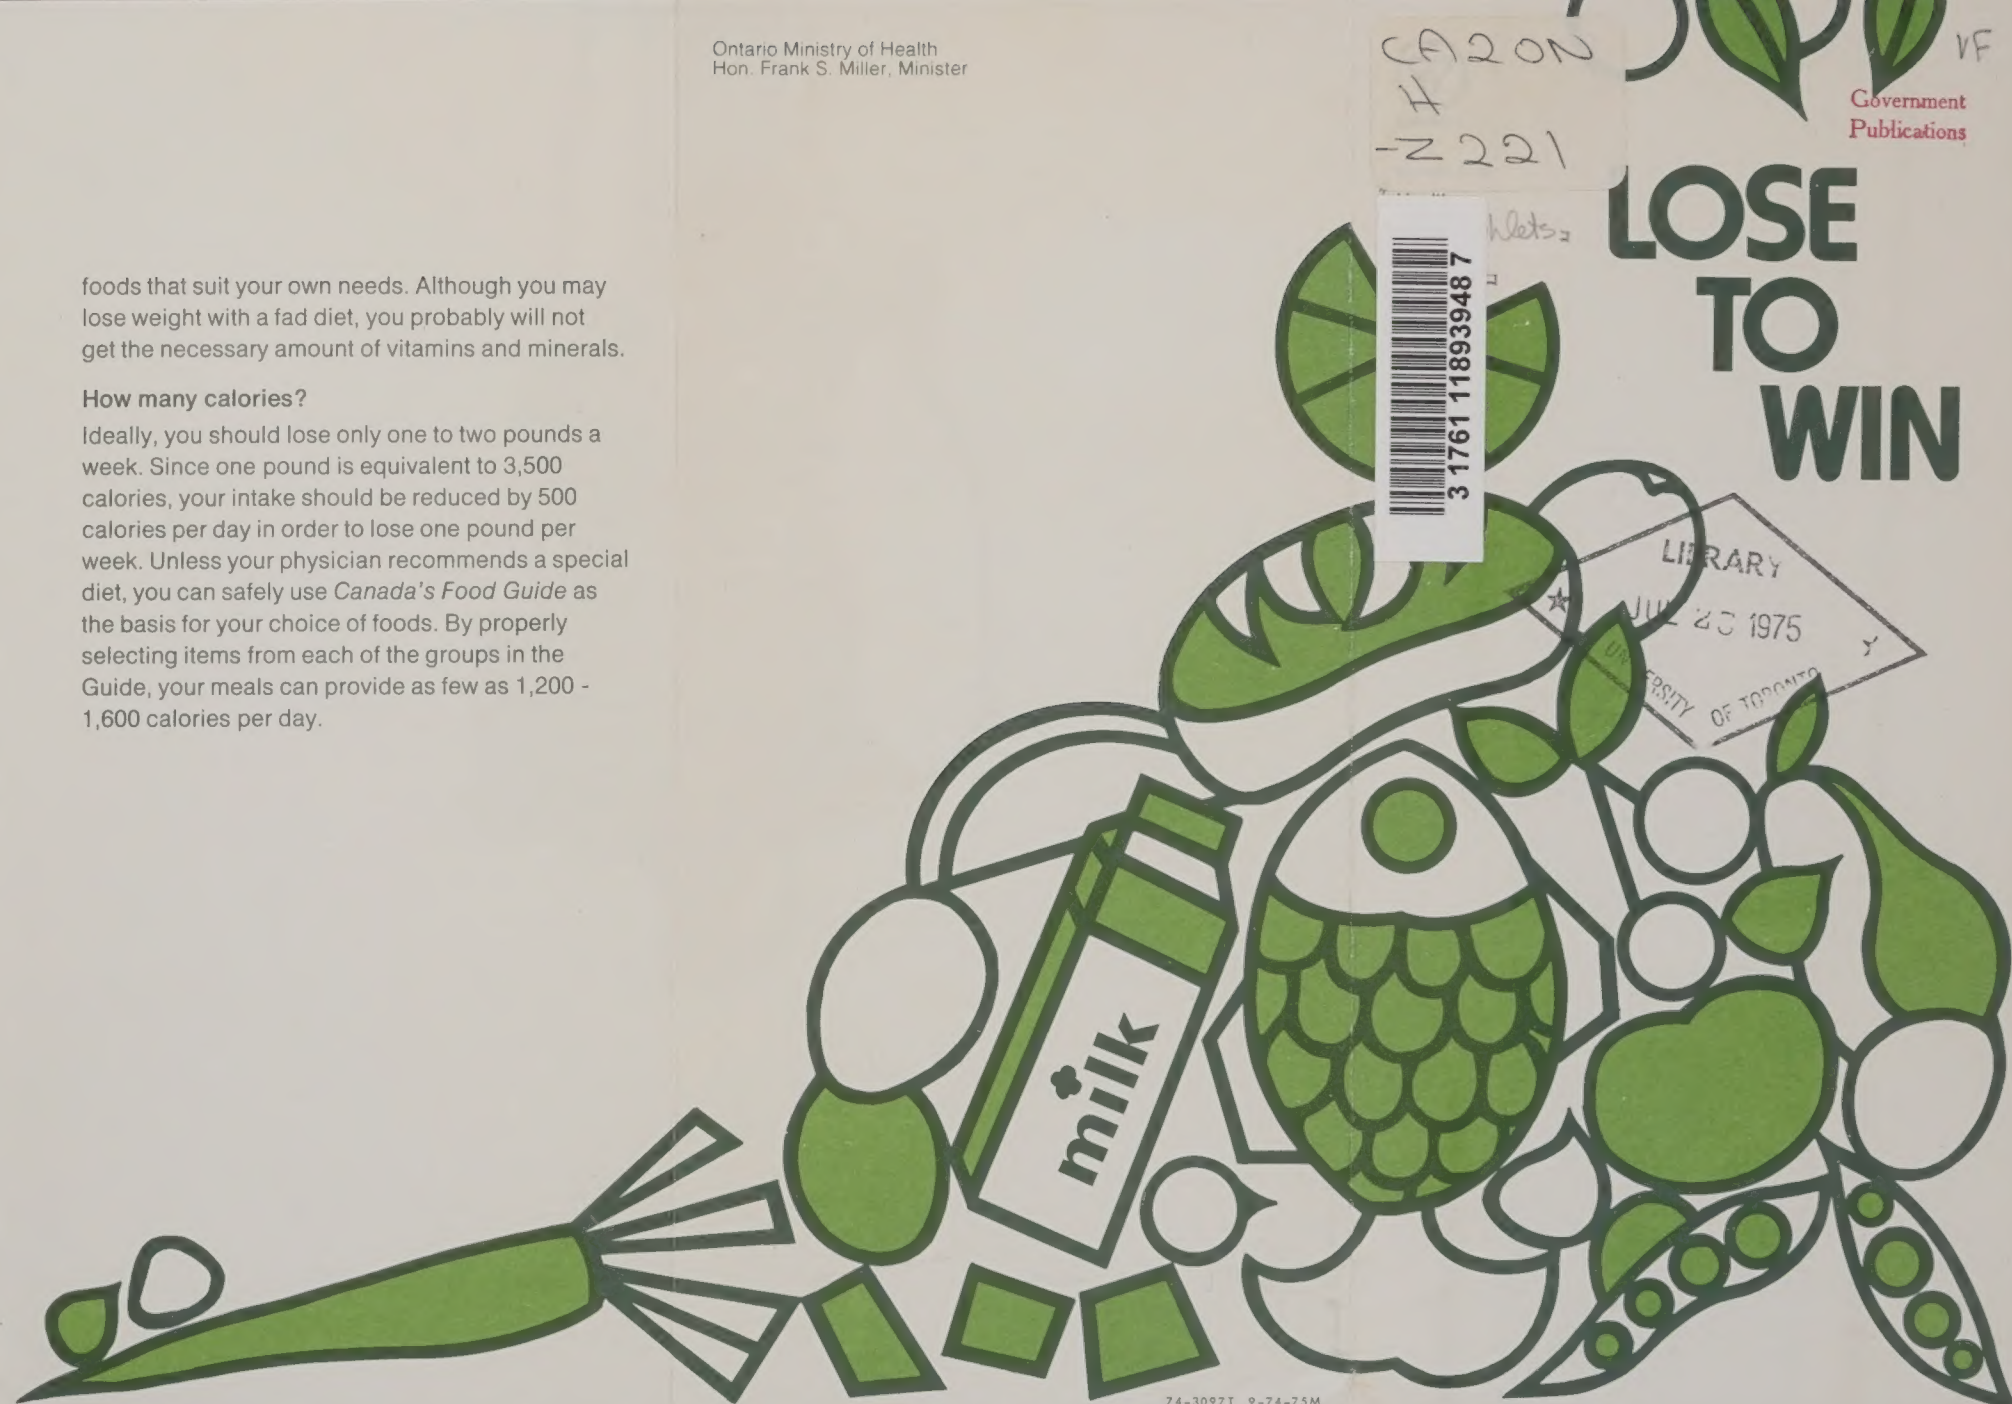 foods that suit your own needs. Although you may
lose weight with a fad diet, you probably will not
get the necessary amount of vitamins and minerals.
How many calories?
Ideally, you should lose only one to two pounds a
week. Since one pound is equivalent to 3,500
calories, your intake should be reduced by 500
calories per day in order to lose one pound per
week. Unless your physician recommends a special
diet, you can safely use Canada's Food Guide as
the basis for your choice of foods. By properly
selecting items from each of the groups in the
Guide, your meals can provide as few as 1,200 -
1,600 calories per day.
Ontario Ministry of Health
Hon. Frank S. Miller, Minister
CA2ON
H
-Z221
VF
Government
Publications
3 1761 11893948 7
LOSE
TO
WIN
LIBRARY
JUL 1975
UNIVERSITY OF TORONTO
milk
74-3097T 9-74-75M